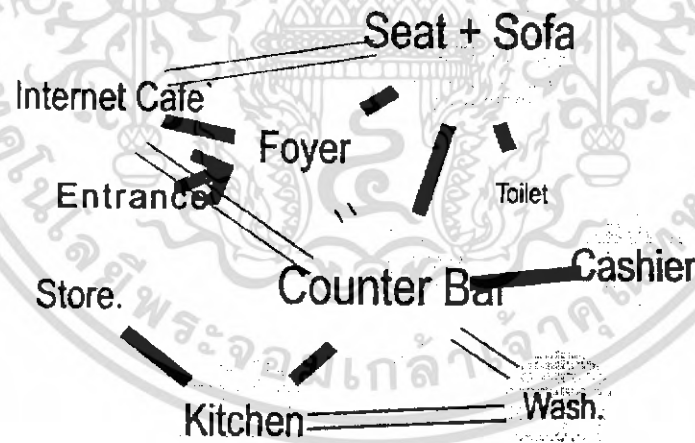 Seat + Sofa
Internet Cafe`
Foyer
Entrance
Toilet
Counter Bar
Cashier
Store.
Kitchen
Wash.